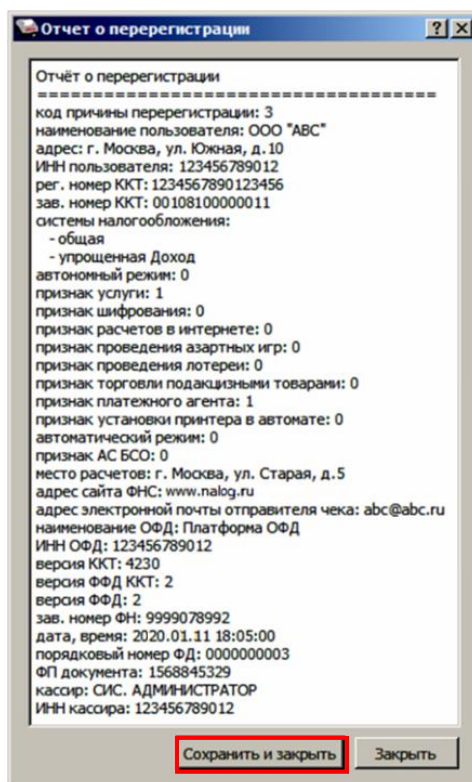 Отчет о перерегистрации
Отчёт о перерегистрации
=====================================
код причины перерегистрации: 3
наименование пользователя: ООО "АВС"
адрес: г. Москва, ул. Южная, д.10
ИНН пользователя: 123456789012
рег. номер ККТ: 1234567890123456
зав. номер ККТ: 00108100000011
системы налогообложения:
- общая
- упрощенная Доход
автономный режим: 0
признак услуги: 1
признак шифрования: 0
признак расчетов в интернете: 0
признак проведения азартных игр: 0
признак проведения лотереи: 0
признак торговли подакцизными товарами: 0
признак платежного агента: 1
признак установки принтера в автомате: 0
автоматический режим: 0
признак АС БСО: 0
место расчетов: г. Москва, ул. Старая, д.5
адрес сайта ФНС: www.nalog.ru
адрес электронной почты отправителя чека: abc@abc.ru
наименование ОФД: Платформа ОФД
ИНН ОФД: 123456789012
версия ККТ: 4230
версия ФФД ККТ: 2
версия ФФД: 2
зав. номер ФН: 9999078992
дата, время: 2020.01.11 18:05:00
порядковый номер ФД: 0000000003
ФП документа: 1568845329
кассир: СИС. АДМИНИСТРАТОР
ИНН кассира: 123456789012
Сохранить и закрыть Закрыть